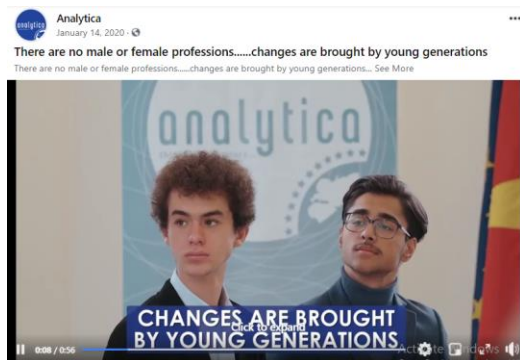 analytica
Analytica
January 14, 2020
There are no male or female professions......changes are brought by young generations
There are no male or female professions......changes are brought by young generations... See More
analytica
CHANGES ARE BROUGHT
Click to expand
BY YOUNG GENERATIONS
0:08 / 0:56
Activate Windows